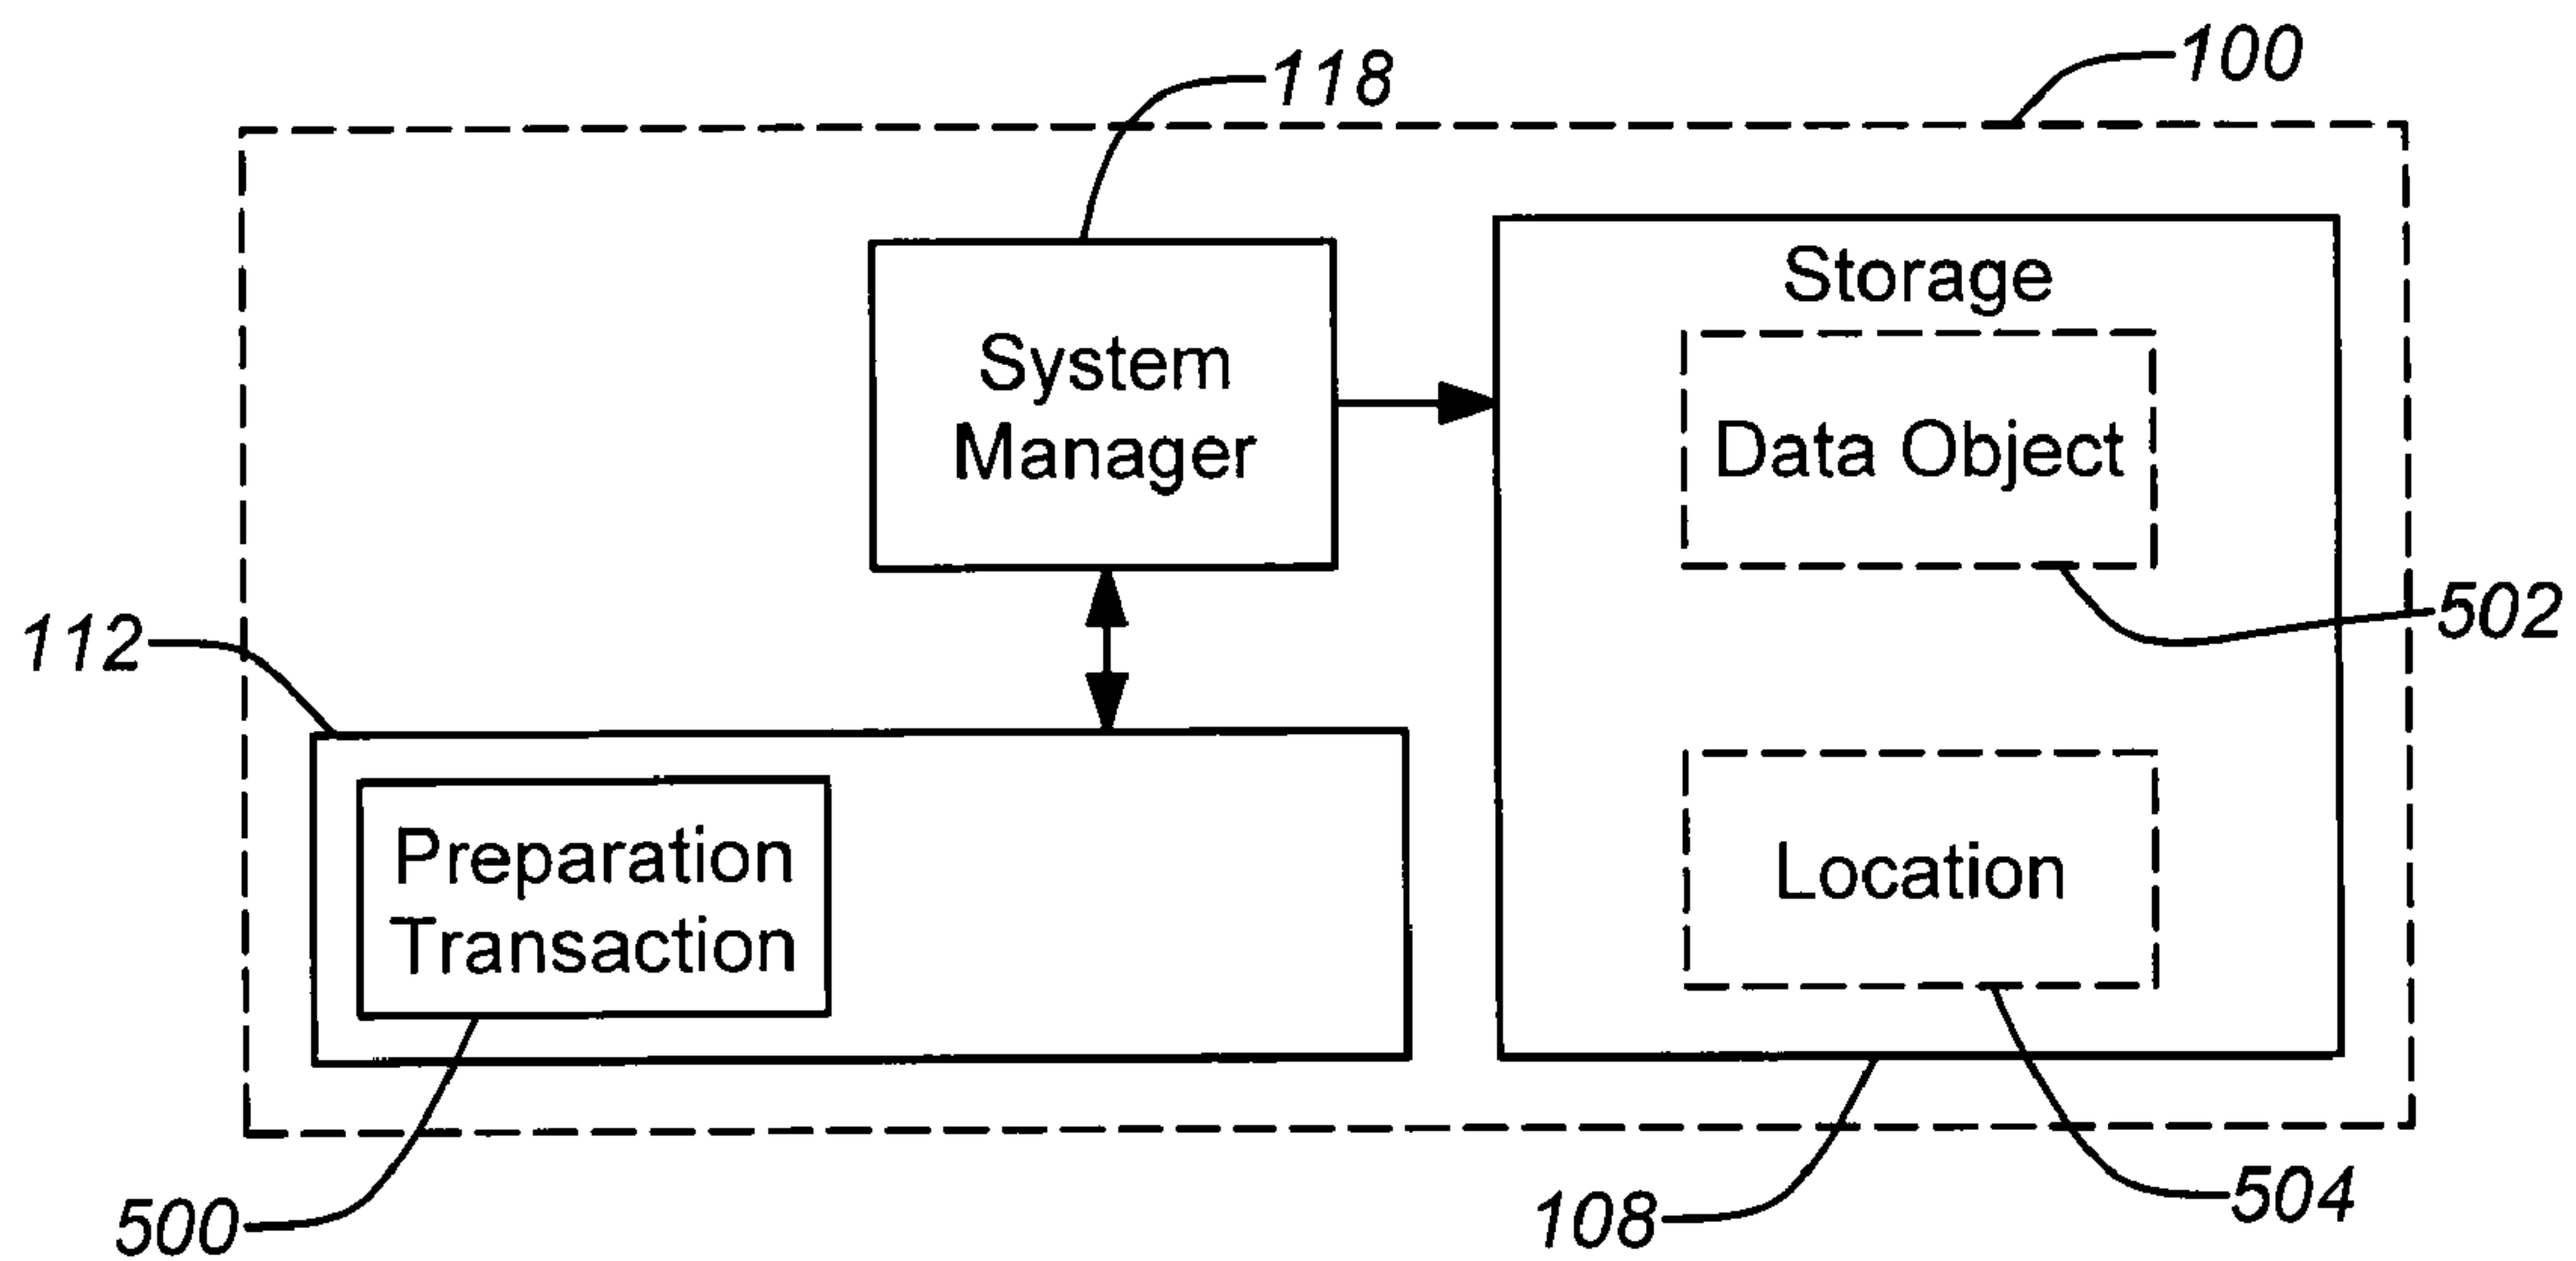 100
118
Storage
System
Manager
Data Object
502
112
Preparation
Transaction
Location
500
108
504